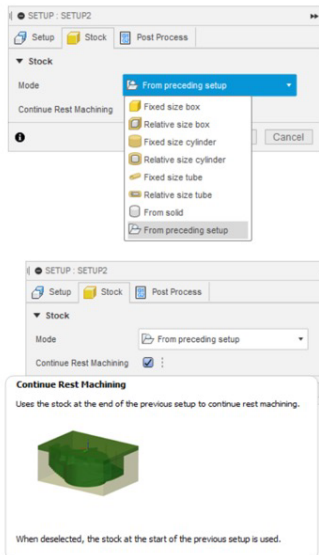 SETUP : SETUP2
Setup Stock Post Process
Stock
Mode From preceding setup
Fixed size box
Continue Rest Machining
Relative size box
Fixed size cylinder
Cancel
Relative size cylinder
Fixed size tube
Relative size tube
From solid
From preceding setup
SETUP : SETUP2
Setup Stock Post Process
Stock
Mode From preceding setup
Continue Rest Machining
Continue Rest Machining
Uses the stock at the end of the previous setup to continue rest machining.
When deselected, the stock at the start of the previous setup is used.